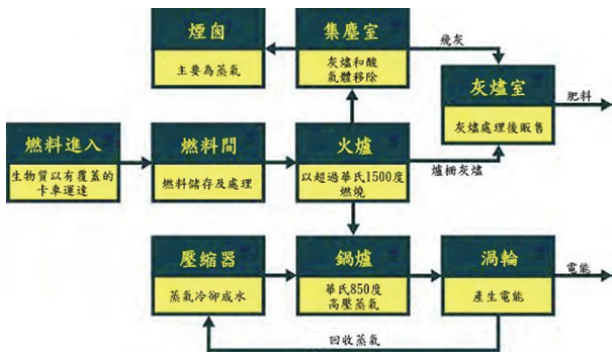 煙囪
主要為蒸氣
集塵室
灰燼和酸
氣體移除
飛灰
灰燼室
灰燼處理後販售
肥料
燃料進入
生物質以有覆蓋的
卡車運達
燃料間
燃料儲存及處理
火爐
以超過華氏1500度
燃燒
爐柵灰燼
壓縮器
蒸氣冷卻成水
鍋爐
華氏850度
高壓蒸氣
渦輪
產生電能
電能
回收蒸氣